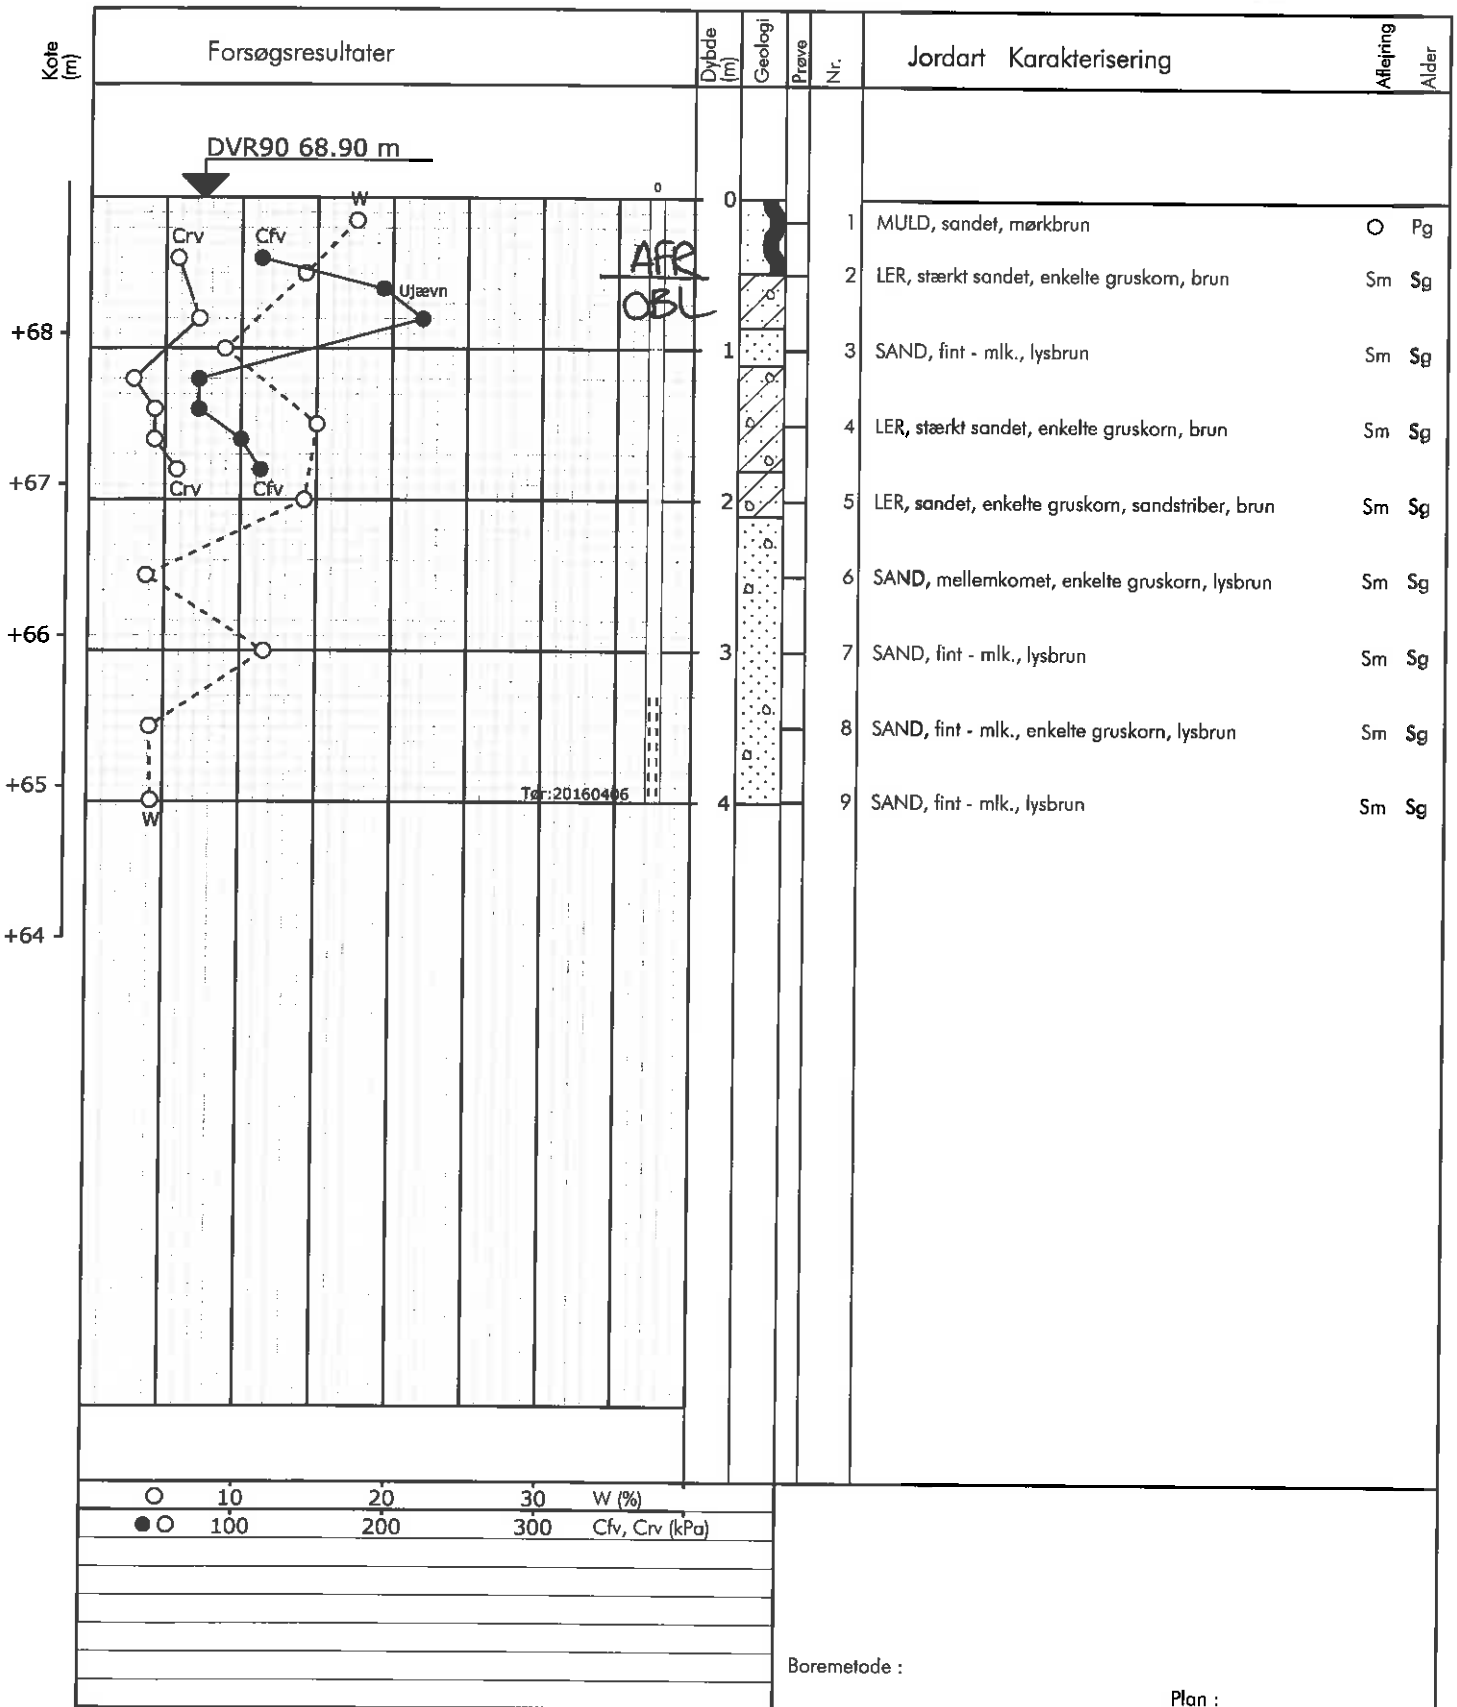 Kote (m) Forsøgsresultater Dybde (m) Geologi Prøve Nr. Jordart Karakterisering Aflejring Alder
DVR90 68.90 m
W 0 0
Crv Cfv 1 MULD, sandet, mørkbrun O Pg
AFR
Ujævn 2 LER, stærkt sandet, enkelte gruskorn, brun Sm Sg
OBL
+68
1 3 SAND, fint - mlk., lysbrun Sm Sg
4 LER, stærkt sandet, enkelte gruskorn, brun Sm Sg
+67 Crv Cfv
2 5 LER, sandet, enkelte gruskorn, sandstriber, brun Sm Sg
6 SAND, mellemkornet, enkelte gruskorn, lysbrun Sm Sg
+66
3 7 SAND, fint - mlk., lysbrun Sm Sg
8 SAND, fint - mlk., enkelte gruskorn, lysbrun Sm Sg
+65
Tør:20160406
W 4 9 SAND, fint - mlk., lysbrun Sm Sg
+64
10 20 30 W (%)
100 200 300 Cfv, Crv (kPa)
Boremetode :
Plan :